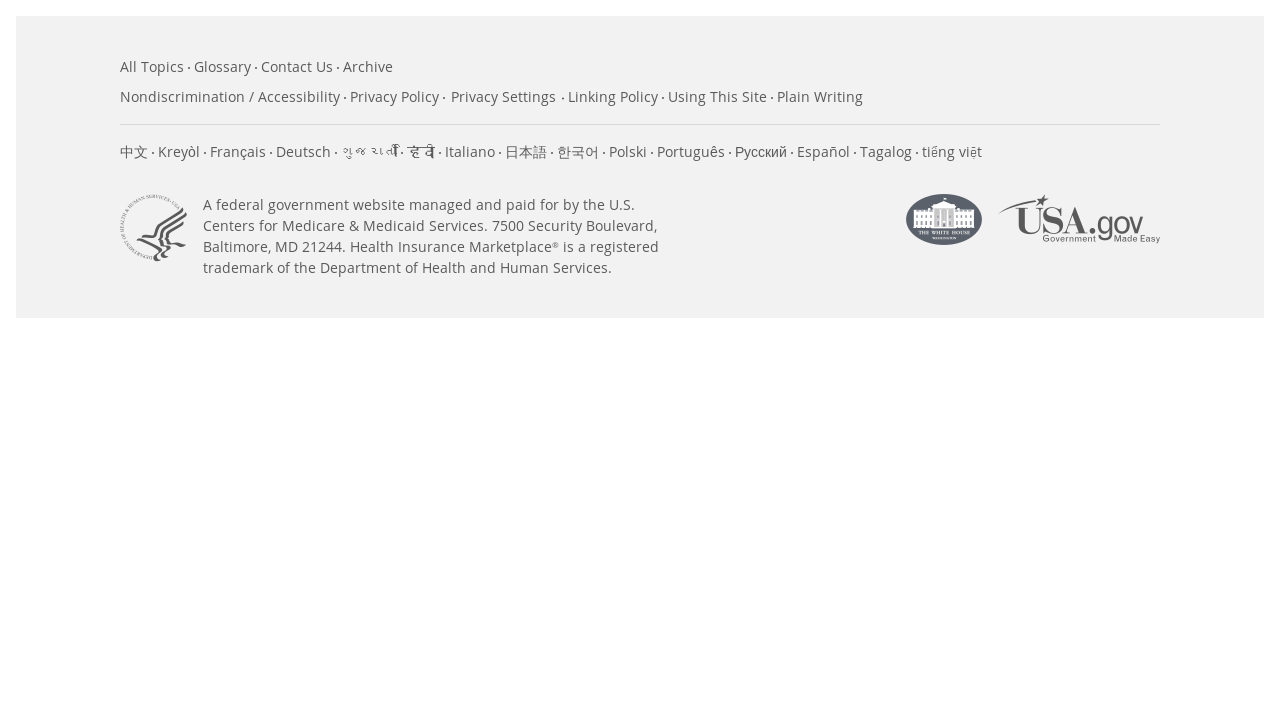 All Topics · Glossary · Contact Us · Archive
Nondiscrimination / Accessibility · Privacy Policy · Privacy Settings · Linking Policy · Using This Site · Plain Writing
中文 · Kreyòl · Français · Deutsch · ગુજરાતી · हिंदी · Italiano · 日本語 · 한국어 · Polski · Português · Русский · Español · Tagalog · tiếng việt
DEPARTMENT OF HEALTH & HUMAN SERVICES · USA
A federal government website managed and paid for by the U.S.
Centers for Medicare & Medicaid Services. 7500 Security Boulevard,
Baltimore, MD 21244. Health Insurance Marketplace® is a registered
trademark of the Department of Health and Human Services.
THE WHITE HOUSE
WASHINGTON
USA.gov
Government Made Easy